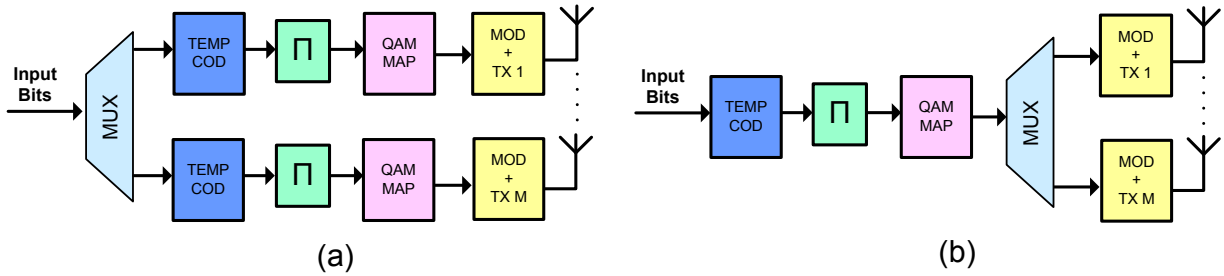 Input
Bits
MUX
TEMP
COD
Π
QAM
MAP
MOD
+
TX 1
TEMP
COD
Π
QAM
MAP
MOD
+
TX M
(a)
Input
Bits
TEMP
COD
Π
QAM
MAP
MUX
MOD
+
TX 1
MOD
+
TX M
(b)